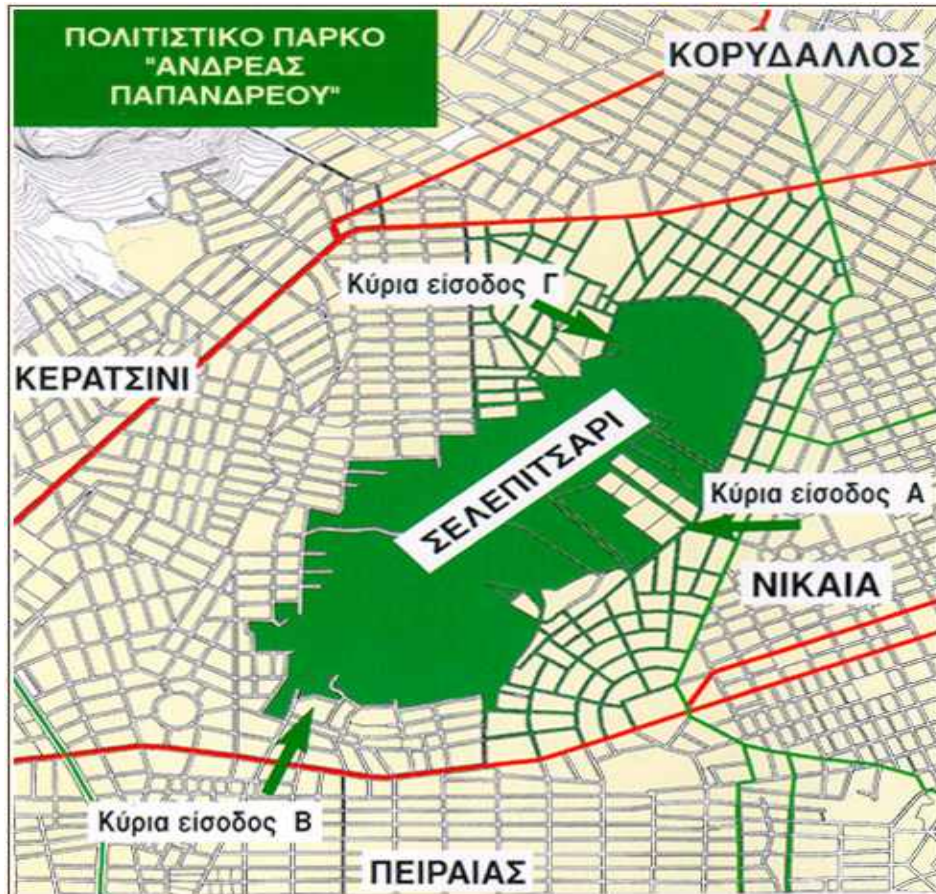 ΠΟΛΙΤΙΣΤΙΚΟ ΠΑΡΚΟ
"ΑΝΔΡΕΑΣ
ΠΑΠΑΝΔΡΕΟΥ"
ΚΟΡΥΔΑΛΛΟΣ
Κύρια είσοδος Γ
ΚΕΡΑΤΣΙΝΙ
ΣΕΛΕΠΙΤΣΑΡΙ
Κύρια είσοδος Α
ΝΙΚΑΙΑ
Κύρια είσοδος Β
ΠΕΙΡΑΙΑΣ